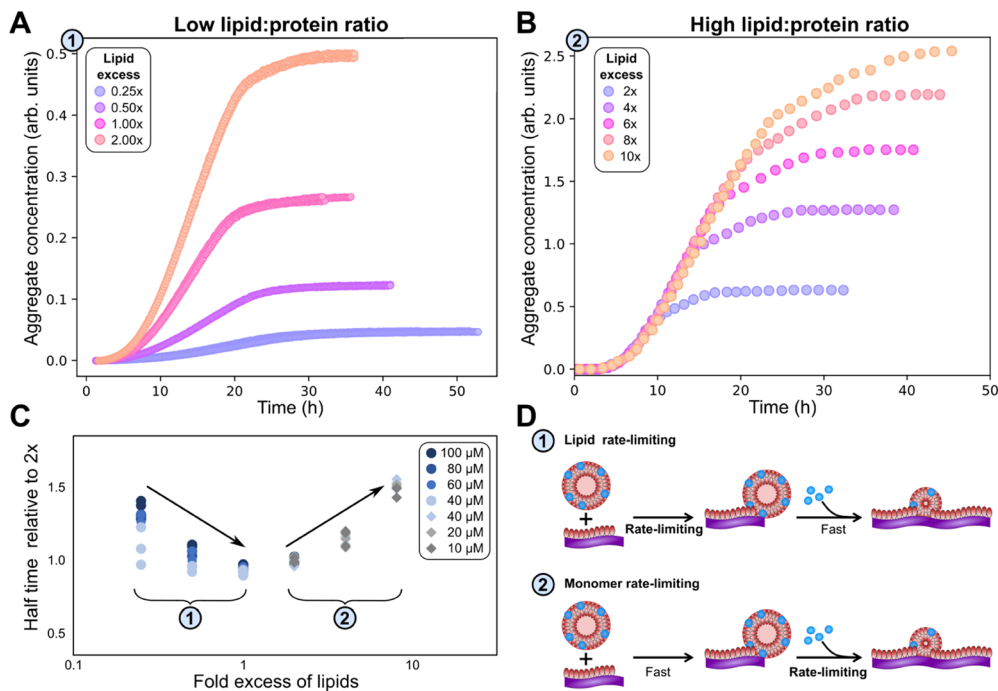 A
Low lipid:protein ratio
1
Lipid
excess
0.25x
0.50x
1.00x
2.00x
Aggregate concentration (arb. units)
0.5
0.4
0.3
0.2
0.1
0.0
0
10
20
30
40
50
Time (h)
B
High lipid:protein ratio
2
Lipid
excess
2x
4x
6x
8x
10x
Aggregate concentration (arb. units)
2.5
2.0
1.5
1.0
0.5
0.0
0
10
20
30
40
50
Time (h)
C
100 µM
80 µM
60 µM
40 µM
40 µM
20 µM
10 µM
Half time relative to 2x
1.5
1.0
0.5
1
2
0.1
1
10
Fold excess of lipids
D
1 Lipid rate-limiting
+
Rate-limiting
Fast
2 Monomer rate-limiting
+
Fast
Rate-limiting